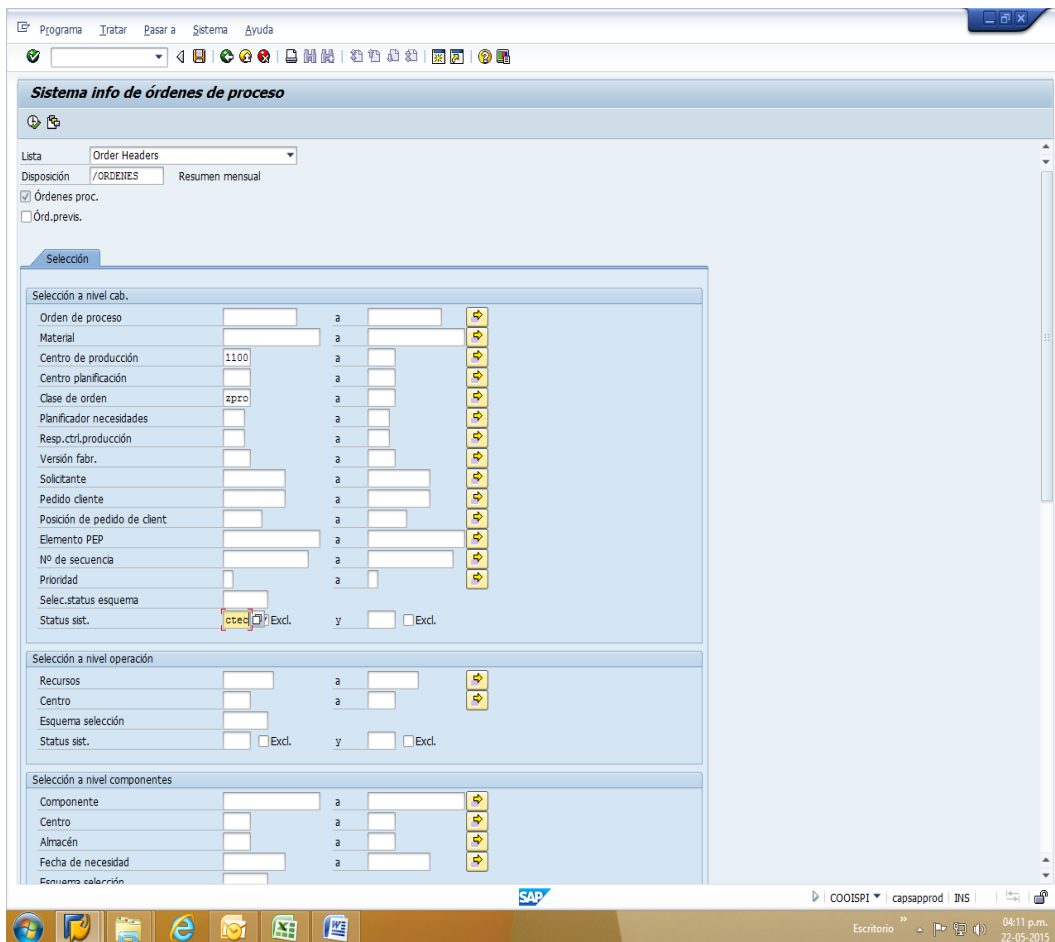 Programa Tratar Pasar a Sistema Ayuda
Sistema info de órdenes de proceso
Lista Order Headers
Disposición /ORDENES Resumen mensual
Órdenes proc.
Órd.previs.
Selección
Selección a nivel cab.
Orden de proceso a
Material a
Centro de producción 1100 a
Centro planificación a
Clase de orden zpro a
Planificador necesidades a
Resp.ctrl.producción a
Versión fabr. a
Solicitante a
Pedido cliente a
Posición de pedido de client a
Elemento PEP a
Nº de secuencia a
Prioridad a
Selec.status esquema
Status sist. ctec Excl. y Excl.
Selección a nivel operación
Recursos a
Centro a
Esquema selección
Status sist. Excl. y Excl.
Selección a nivel componentes
Componente a
Centro a
Almacén a
Fecha de necesidad a
Esquema selección
SAP COOISPI capsapprod INS
Escritorio 04:11 p.m.
22-05-2015